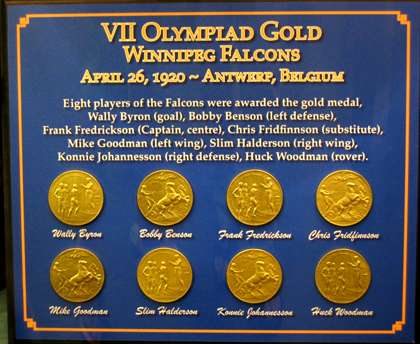 VII Olympiad Gold
Winnipeg Falcons
April 26, 1920 ~ Antwerp, Belgium
Eight players of the Falcons were awarded the gold medal,
Wally Byron (goal), Bobby Benson (left defense),
Frank Fredrickson (Captain, centre), Chris Fridfinnson (substitute),
Mike Goodman (left wing), Slim Halderson (right wing),
Konnie Johannesson (right defense), Huck Woodman (rover).
Wally Byron Bobby Benson Frank Fredrickson Chris Fridfinnson
Mike Goodman Slim Halderson Konnie Johannesson Huck Woodman